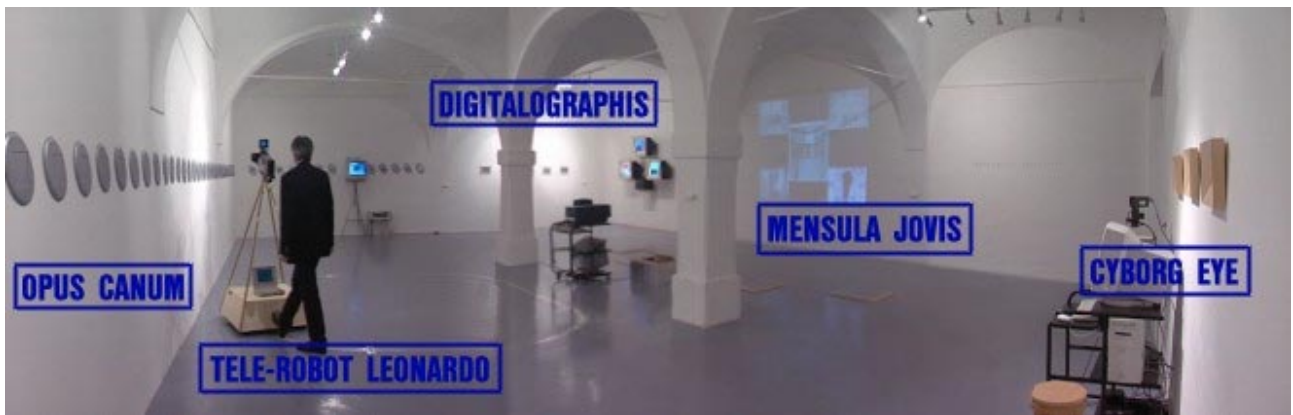 DIGITALOGRAPHIS
MENSULA JOVIS
OPUS CANUM
CYBORG EYE
TELE-ROBOT LEONARDO